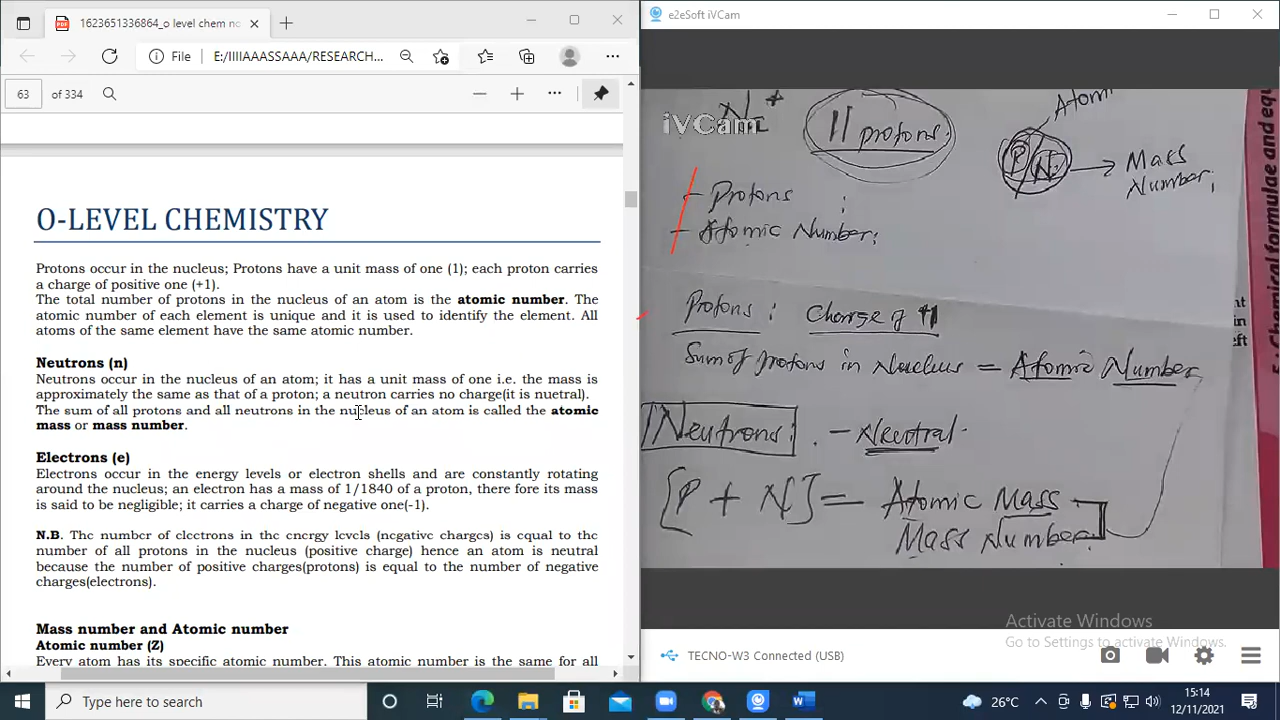 1623651336864_o level chem no
File
E:/IIIIAAASSAAA/RESEARCH...
63 of 334
O-LEVEL CHEMISTRY
Protons occur in the nucleus; Protons have a unit mass of one (1); each proton carries
a charge of positive one (+1).
The total number of protons in the nucleus of an atom is the atomic number. The
atomic number of each element is unique and it is used to identify the element. All
atoms of the same element have the same atomic number.
Neutrons (n)
Neutrons occur in the nucleus of an atom; it has a unit mass of one i.e. the mass is
approximately the same as that of a proton; a neutron carries no charge(it is nuetral).
The sum of all protons and all neutrons in the nucleus of an atom is called the atomic
mass or mass number.
Electrons (e)
Electrons occur in the energy levels or electron shells and are constantly rotating
around the nucleus; an electron has a mass of 1/1840 of a proton, there fore its mass
is said to be negligible; it carries a charge of negative one(-1).
N.B. The number of electrons in the energy levels (negative charges) is equal to the
number of all protons in the nucleus (positive charge) hence an atom is neutral
because the number of positive charges(protons) is equal to the number of negative
charges(electrons).
Mass number and Atomic number
Atomic number (Z)
Every atom has its specific atomic number. This atomic number is the same for all
Type here to search
e2eSoft iVCam
iVCam
11 protons.
Atomi
P/N
Mass
Number;
- Protons ;
- Atomic Number;
Protons : Charge of +1
Sum of protons in Nucleus = Atomic Number
Neutrons: . - Neutral.
[P + N] = Atomic Mass
Mass Number.
Chemical formulae and equ
nt
in
eft
Activate Windows
Go to Settings to activate Windows.
TECNO-W3 Connected (USB)
26°C
15:14
12/11/2021